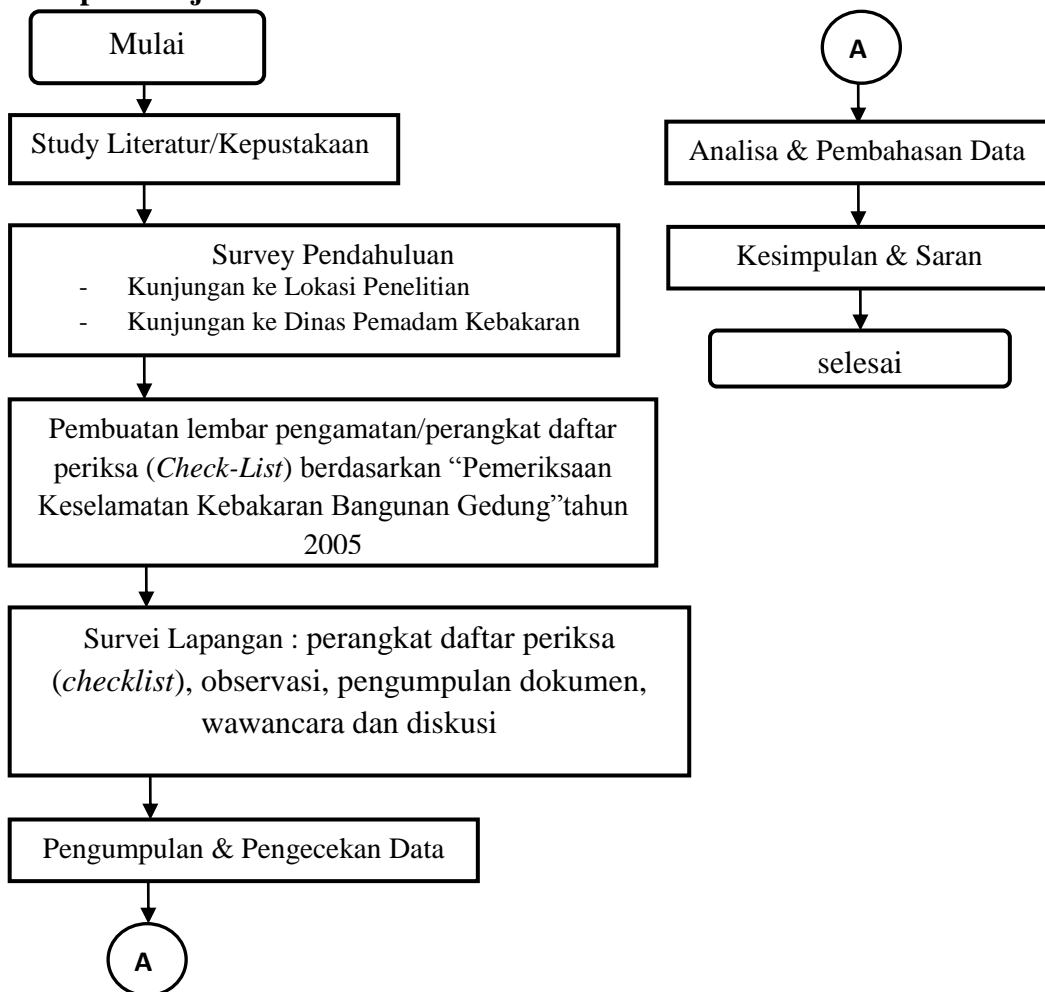 Mulai
Study Literatur/Kepustakaan
Survey Pendahuluan
- Kunjungan ke Lokasi Penelitian
- Kunjungan ke Dinas Pemadam Kebakaran
Pembuatan lembar pengamatan/perangkat daftar
periksa (Check-List) berdasarkan “Pemeriksaan
Keselamatan Kebakaran Bangunan Gedung”tahun
2005
Survei Lapangan : perangkat daftar periksa
(checklist), observasi, pengumpulan dokumen,
wawancara dan diskusi
Pengumpulan & Pengecekan Data
A
A
Analisa & Pembahasan Data
Kesimpulan & Saran
selesai